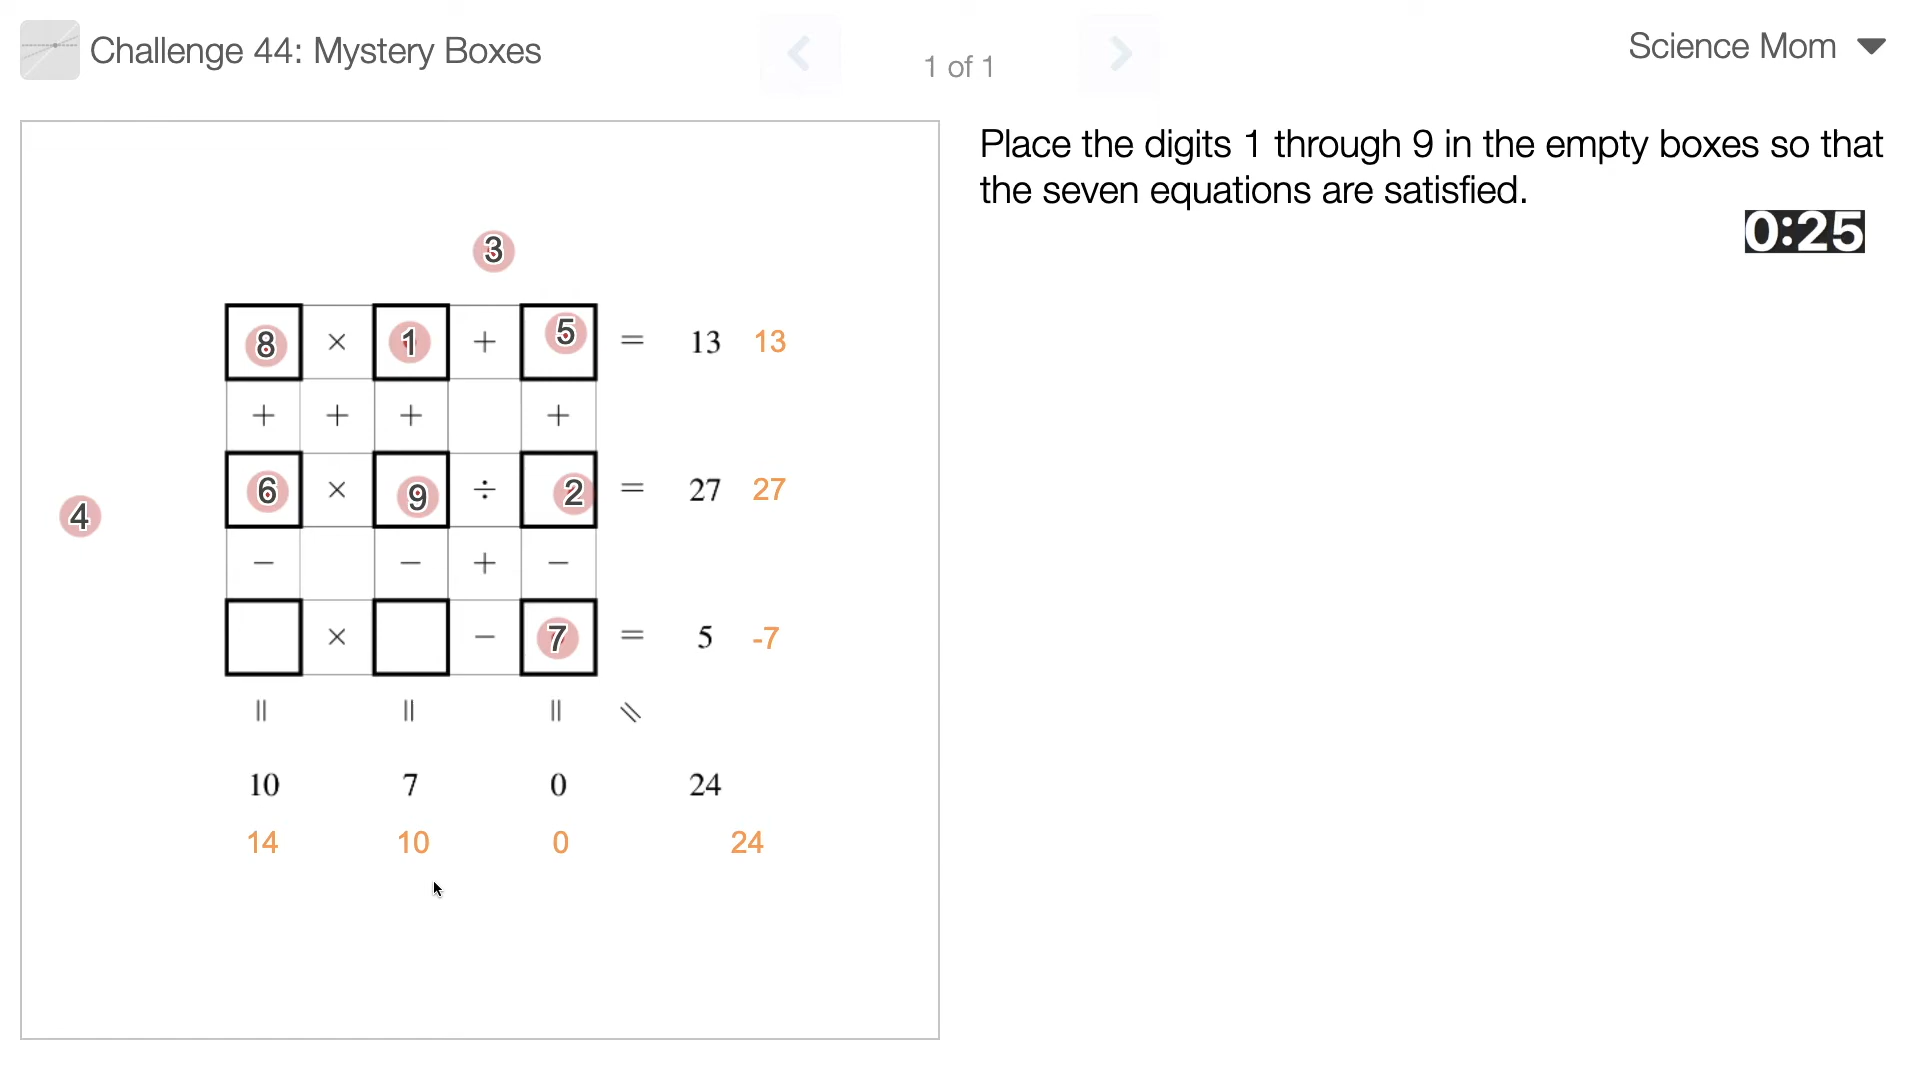 Challenge 44: Mystery Boxes
1 of 1
Science Mom
Place the digits 1 through 9 in the empty boxes so that
the seven equations are satisfied.
0:25
3
8 × 1 + 5 = 13 13
+ + + +
6 × 9 ÷ 2 = 27 27
4
− − + −
× − 7 = 5 -7
= = = =
10 7 0 24
14 10 0 24